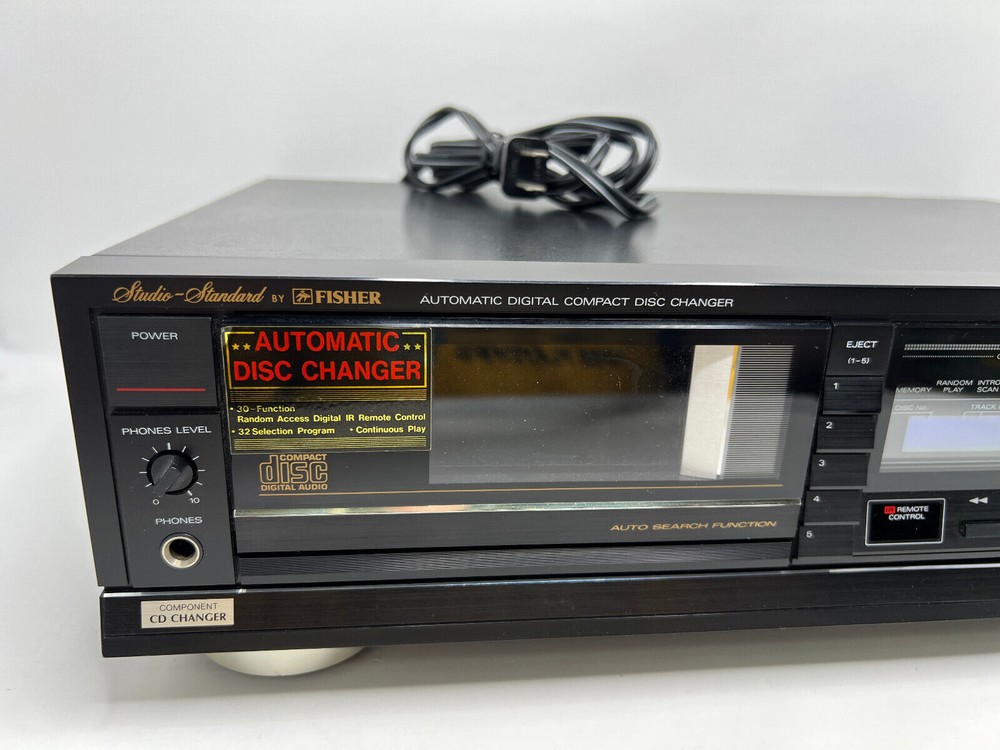 Studio-Standard BY FISHER
AUTOMATIC DIGITAL COMPACT DISC CHANGER
POWER
AUTOMATIC
DISC CHANGER
• 30-Function
Random Access Digital IR Remote Control
• 32 Selection Program • Continuous Play
COMPACT
disc
DIGITAL AUDIO
AUTO SEARCH FUNCTION
PHONES LEVEL
0 10
PHONES
COMPONENT
CD CHANGER
EJECT
(1-5)
1
2
3
4
5
MEMORY
RANDOM
PLAY
INTRO
SCAN
DISC No.
TRACK
IR REMOTE
CONTROL